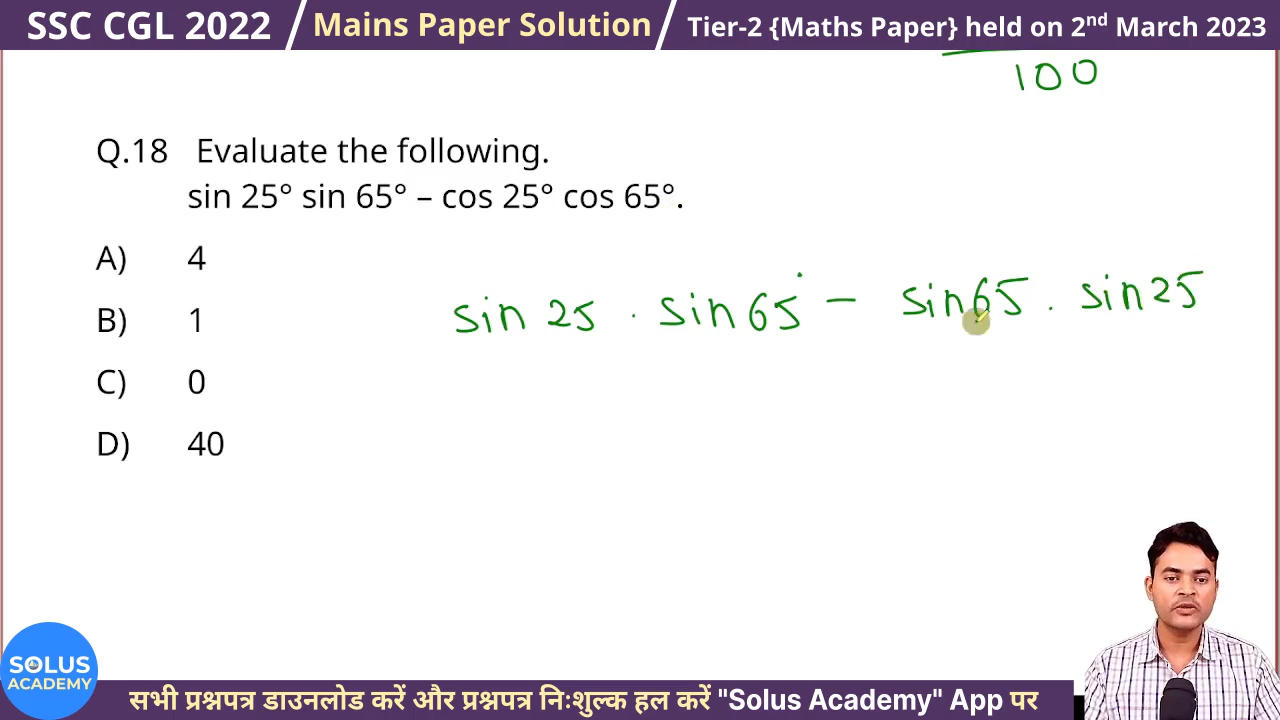 SSC CGL 2022 Mains Paper Solution Tier-2 {Maths Paper} held on 2nd March 2023
100
Q.18 Evaluate the following.
sin 25° sin 65° – cos 25° cos 65°.
A) 4
sin 25 · sin 65° – sin 65 · sin 25
B) 1
C) 0
D) 40
SOLUS
ACADEMY
सभी प्रश्नपत्र डाउनलोड करें और प्रश्नपत्र निःशुल्क हल करें "Solus Academy" App पर